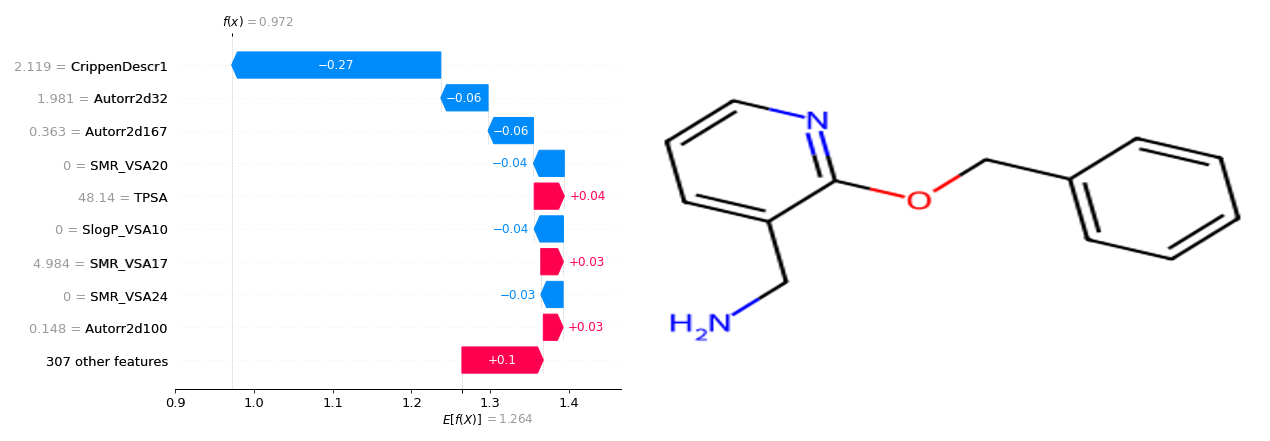 f(x) = 0.972
2.119 = CrippenDescr1
−0.27
1.981 = Autorr2d32
−0.06
0.363 = Autorr2d167
−0.06
0 = SMR_VSA20
−0.04
48.14 = TPSA
+0.04
0 = SlogP_VSA10
−0.04
4.984 = SMR_VSA17
+0.03
0 = SMR_VSA24
−0.03
0.148 = Autorr2d100
+0.03
307 other features
+0.1
0.9 1.0 1.1 1.2 1.3 1.4
E[f(X)] = 1.264
N
O
H2N